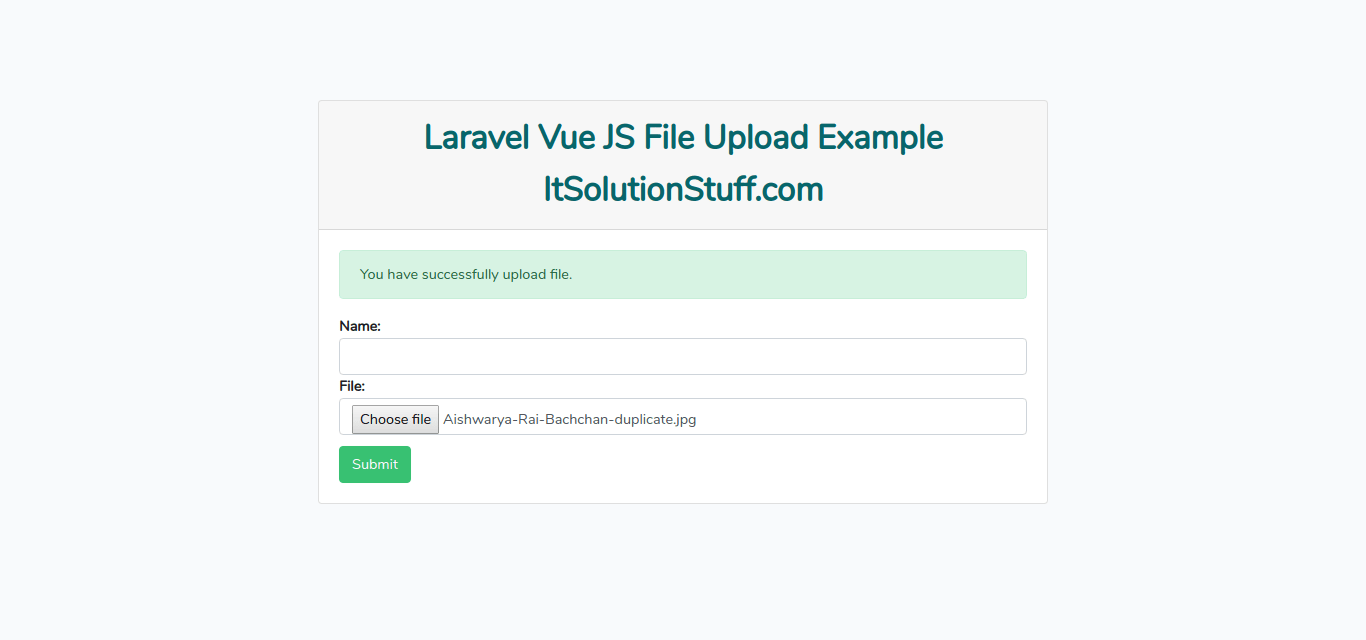 Laravel Vue JS File Upload Example
ItSolutionStuff.com
You have successfully upload file.
Name:
File:
Choose file Aishwarya-Rai-Bachchan-duplicate.jpg
Submit